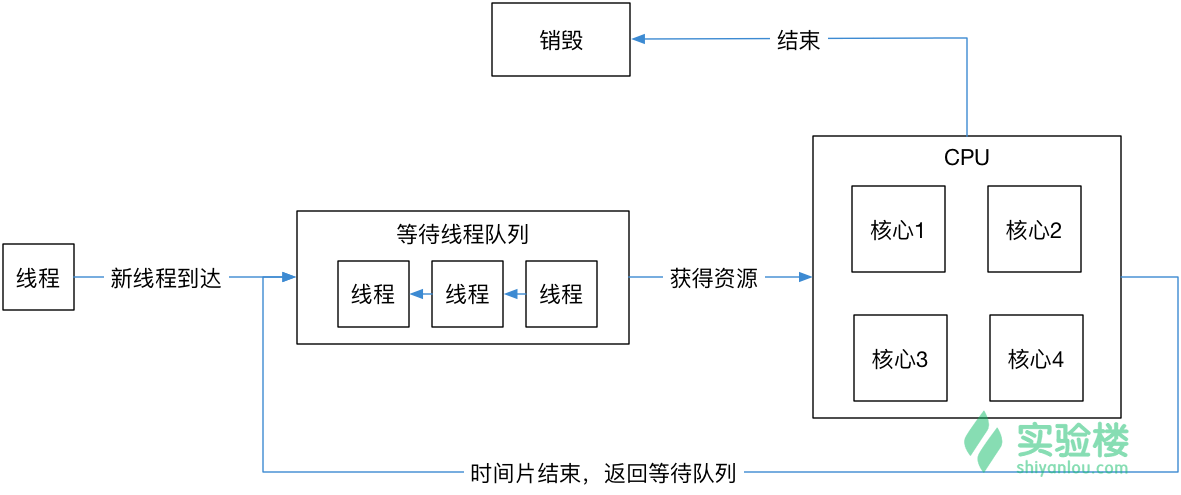 销毁
结束
CPU
核心1
核心2
等待线程队列
线程
新线程到达
线程
线程
线程
获得资源
核心3
核心4
时间片结束，返回等待队列
实验楼
shiyanlou.com